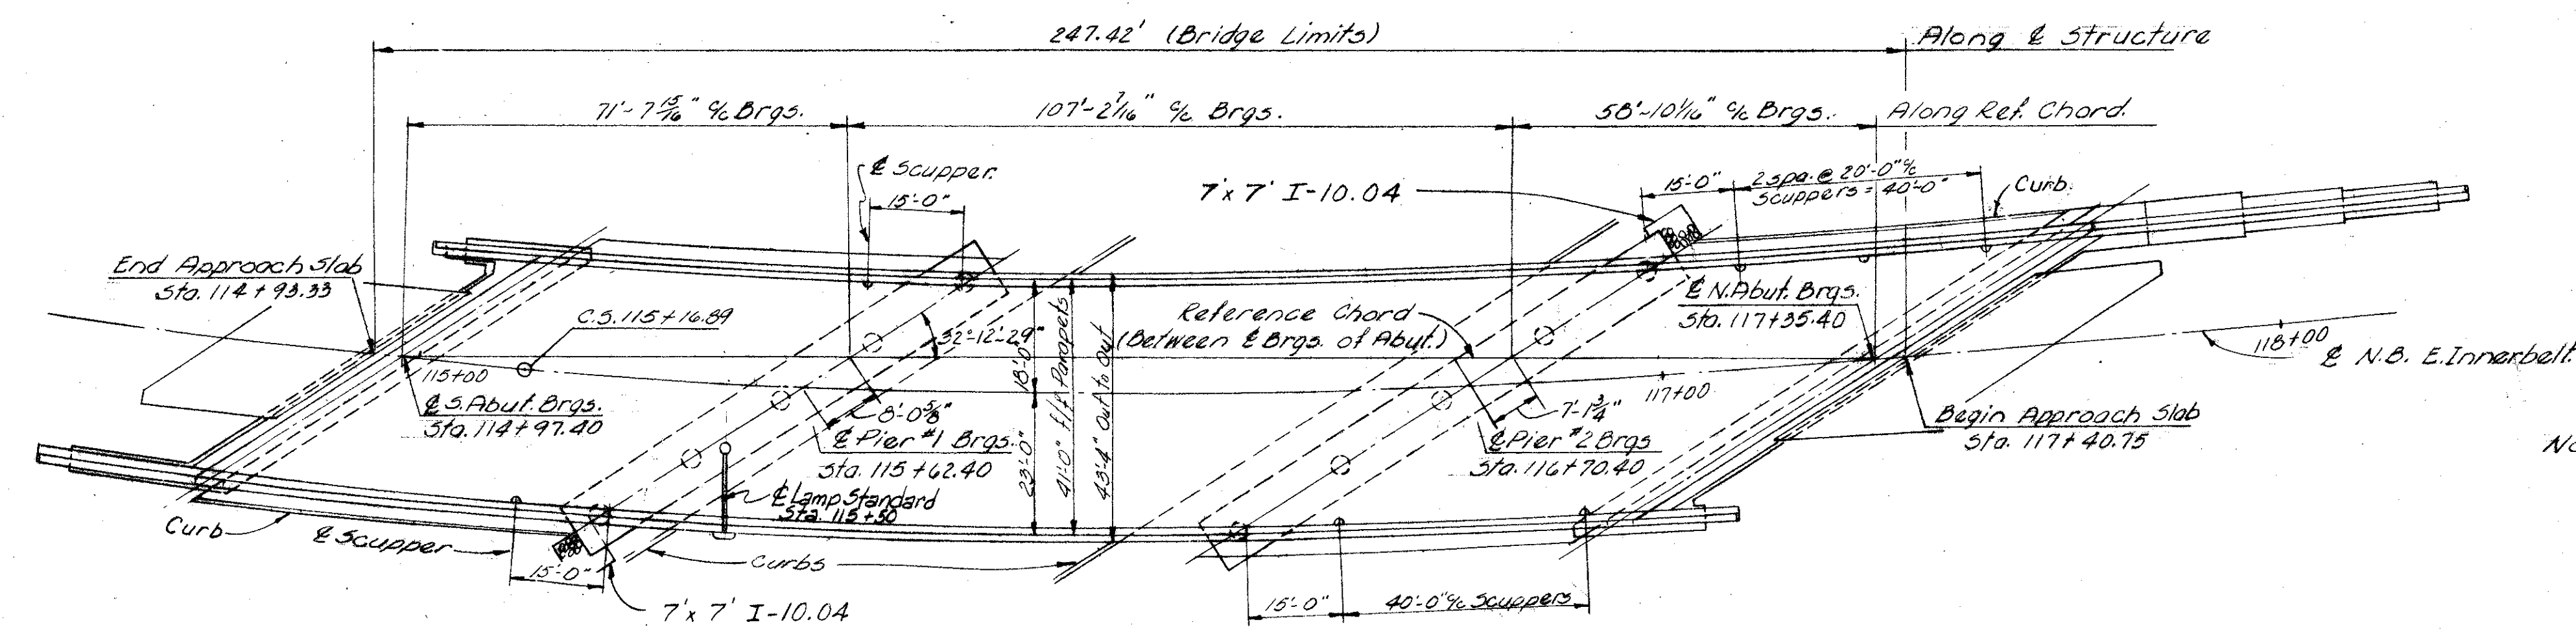 247.42' (Bridge Limits)
Along ℄ Structure
71'-7 15/16" c/c Brgs.
107'-2 7/16" c/c Brgs.
58'-10 1/16" c/c Brgs.
Along Ref. Chord.
℄ Scupper.
15'-0"
7'x 7' I-10.04
15'-0"
2 spa. @ 20'-0" c/c
Scuppers = 40'-0"
Curb.
End Approach Slab
Sta. 114+93.33
C.S. 115+16.89
32°-12'-29"
Reference Chord
(Between ℄ Brgs. of Abut.)
℄ N. Abut. Brgs.
Sta. 117+35.40
118+00
℄ N.B. E. Innerbelt.
115+00
℄ S. Abut. Brgs.
Sta. 114+97.40
18'-0"
23'-0"
41'-0" f/f Parapets
43'-4" Out to Out
8'-0 5/8"
℄ Pier #1 Brgs.
Sta. 115+62.40
7'-1 3/4"
117+00
℄ Pier #2 Brgs
Sta. 116+70.40
Begin Approach Slab
Sta. 117+40.75
℄ Lamp Standard
Sta. 115+50
Curb
℄ Scupper
15'-0"
Curbs
7'x 7' I-10.04
15'-0"
40'-0" c/c Scuppers